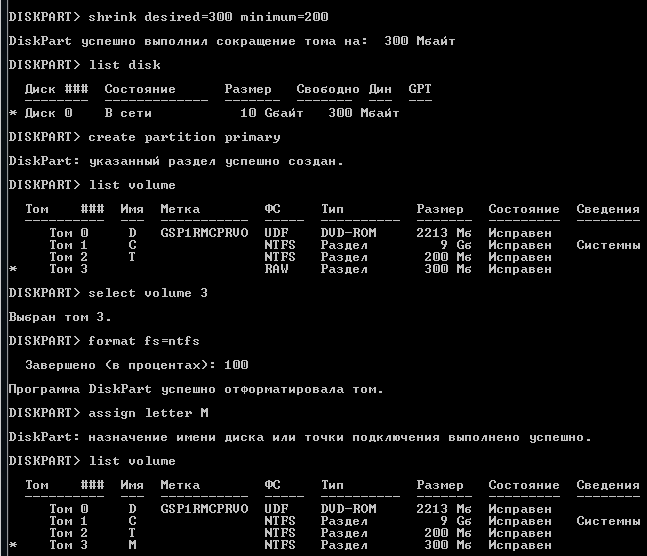 DISKPART> shrink desired=300 minimum=200
DiskPart успешно выполнил сокращение тома на:  300 Мбайт
DISKPART> list disk
Диск ###  Состояние      Размер   Свободно Дин  GPT
--------  -------------  -------  -------  ---  ---
* Диск 0    В сети           10 Gбайт   300 Mбайт
DISKPART> create partition primary
DiskPart: указанный раздел успешно создан.
DISKPART> list volume
Том    ###  Имя  Метка        ФС     Тип         Размер   Состояние  Сведения
----------  ---  -----------  -----  ----------  -------  ---------  --------
Том 0     D   GSP1RMCPRVO  UDF    DVD-ROM     2213 Mб  Исправен
Том 1     C                NTFS   Раздел         9 Gб  Исправен   Системны
Том 2     T                NTFS   Раздел       200 Mб  Исправен
* Том 3                      RAW    Раздел       300 Mб  Исправен
DISKPART> select volume 3
Выбран том 3.
DISKPART> format fs=ntfs
Завершено (в процентах): 100
Программа DiskPart успешно отформатировала том.
DISKPART> assign letter M
DiskPart: назначение имени диска или точки подключения выполнено успешно.
DISKPART> list volume
Том    ###  Имя  Метка        ФС     Тип         Размер   Состояние  Сведения
----------  ---  -----------  -----  ----------  -------  ---------  --------
Том 0     D   GSP1RMCPRVO  UDF    DVD-ROM     2213 Mб  Исправен
Том 1     C                NTFS   Раздел         9 Gб  Исправен   Системны
Том 2     T                NTFS   Раздел       200 Mб  Исправен
* Том 3     M                NTFS   Раздел       300 Mб  Исправен